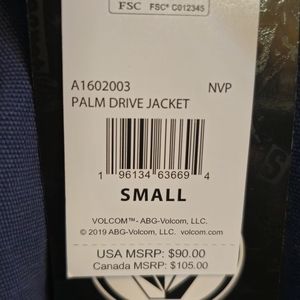 FSC FSC® C012345
A1602003 NVP
PALM DRIVE JACKET
1 96134 63669 4
SMALL
VOLCOM™- ABG-Volcom, LLC.
© 2019 ABG-Volcom, LLC. volcom.com
USA MSRP: $90.00
Canada MSRP: $105.00